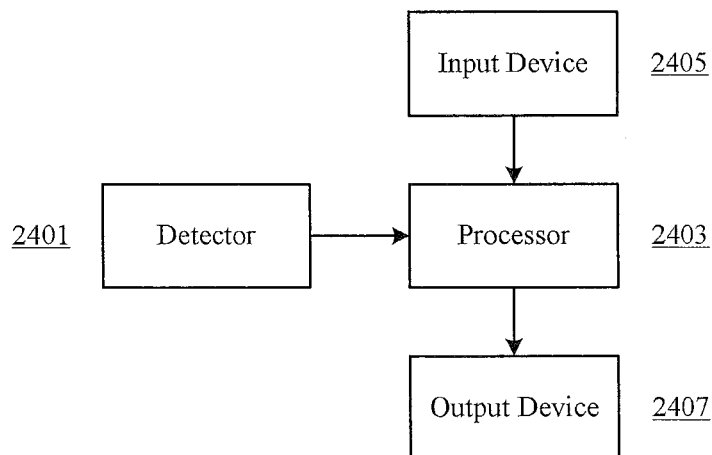 Input Device 2405
2401 Detector Processor 2403
Output Device 2407